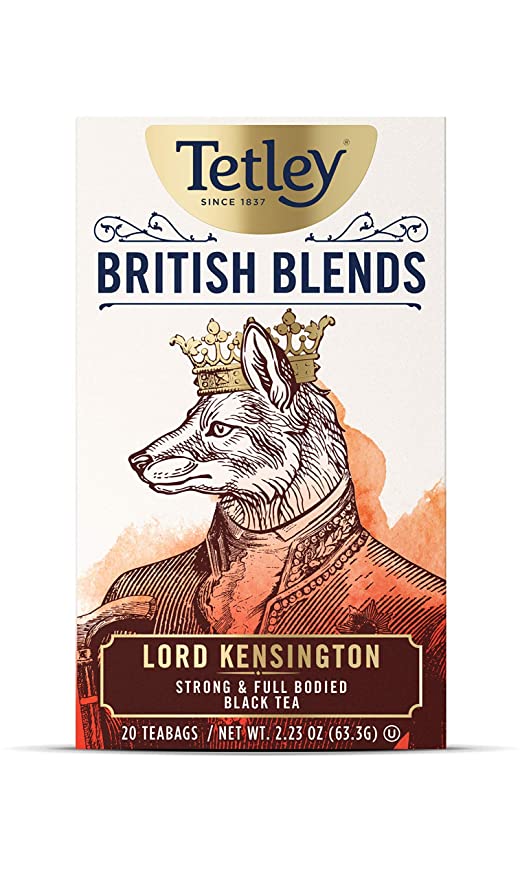 Tetley®
SINCE 1837
BRITISH BLENDS
LORD KENSINGTON
STRONG & FULL BODIED
BLACK TEA
20 TEABAGS / NET WT. 2.23 OZ (63.3G) Ⓤ